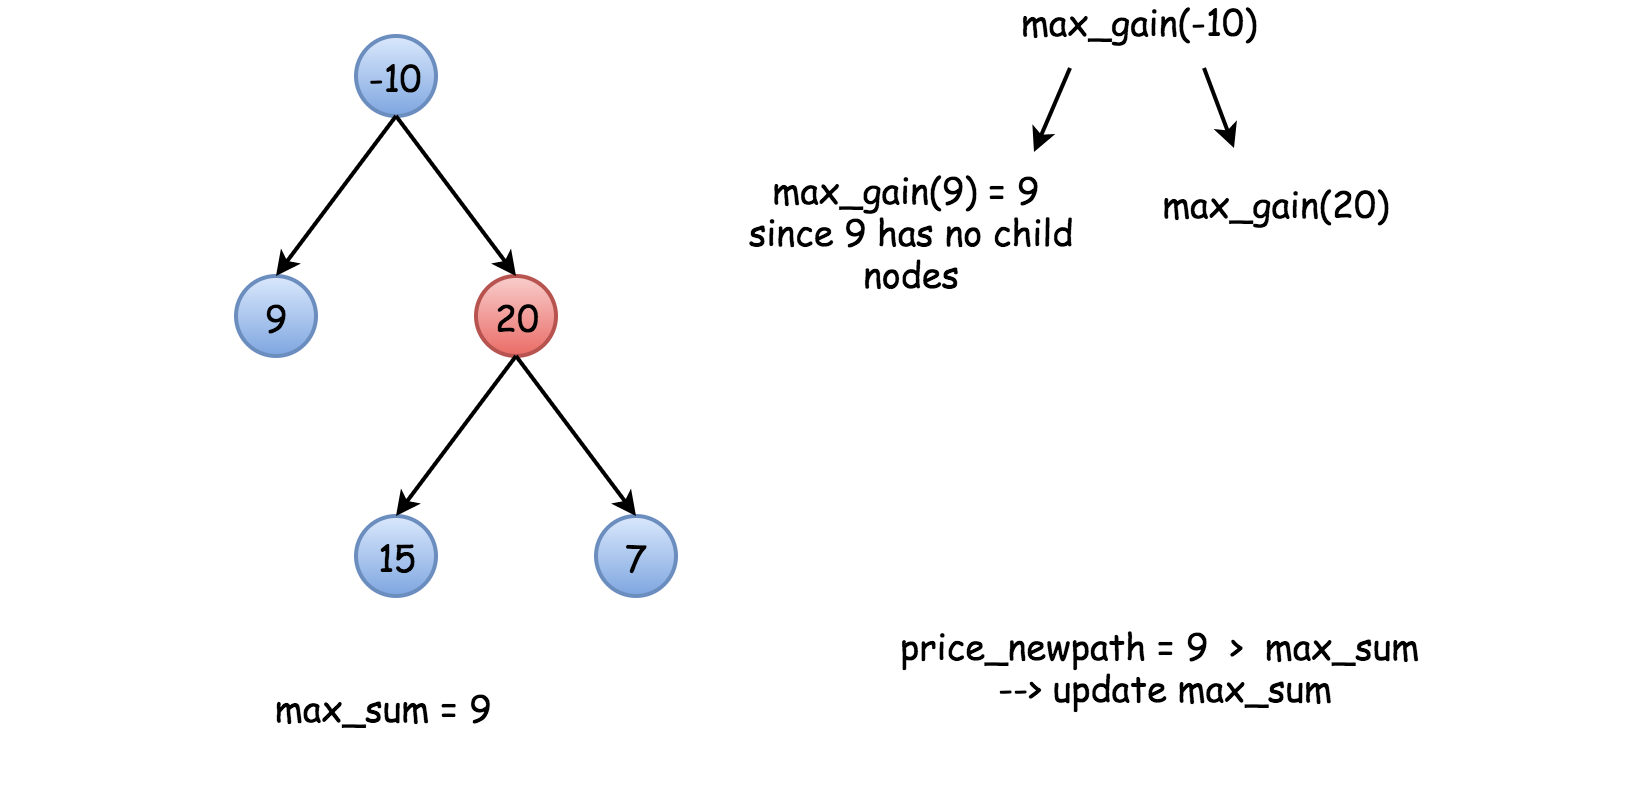 -10
9
20
15
7
max_sum = 9
max_gain(-10)
max_gain(9) = 9
since 9 has no child
nodes
max_gain(20)
price_newpath = 9 > max_sum
--> update max_sum